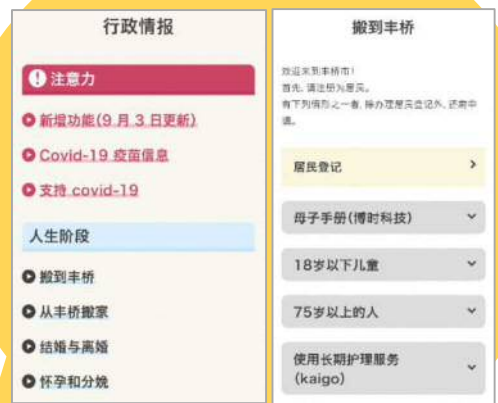 行政情报
! 注意力
新增功能(9 月 3 日更新)
Covid-19 疫苗信息
支持 covid-19
人生阶段
搬到丰桥
从丰桥搬家
结婚与离婚
怀孕和分娩
搬到丰桥
欢迎来到丰桥市!
首先, 请注册为居民。
有下列情形之一者, 除办理居民登记外, 还需申
请。
居民登记
母子手册(博时科技)
18岁以下儿童
75岁以上的人
使用长期护理服务
(kaigo)